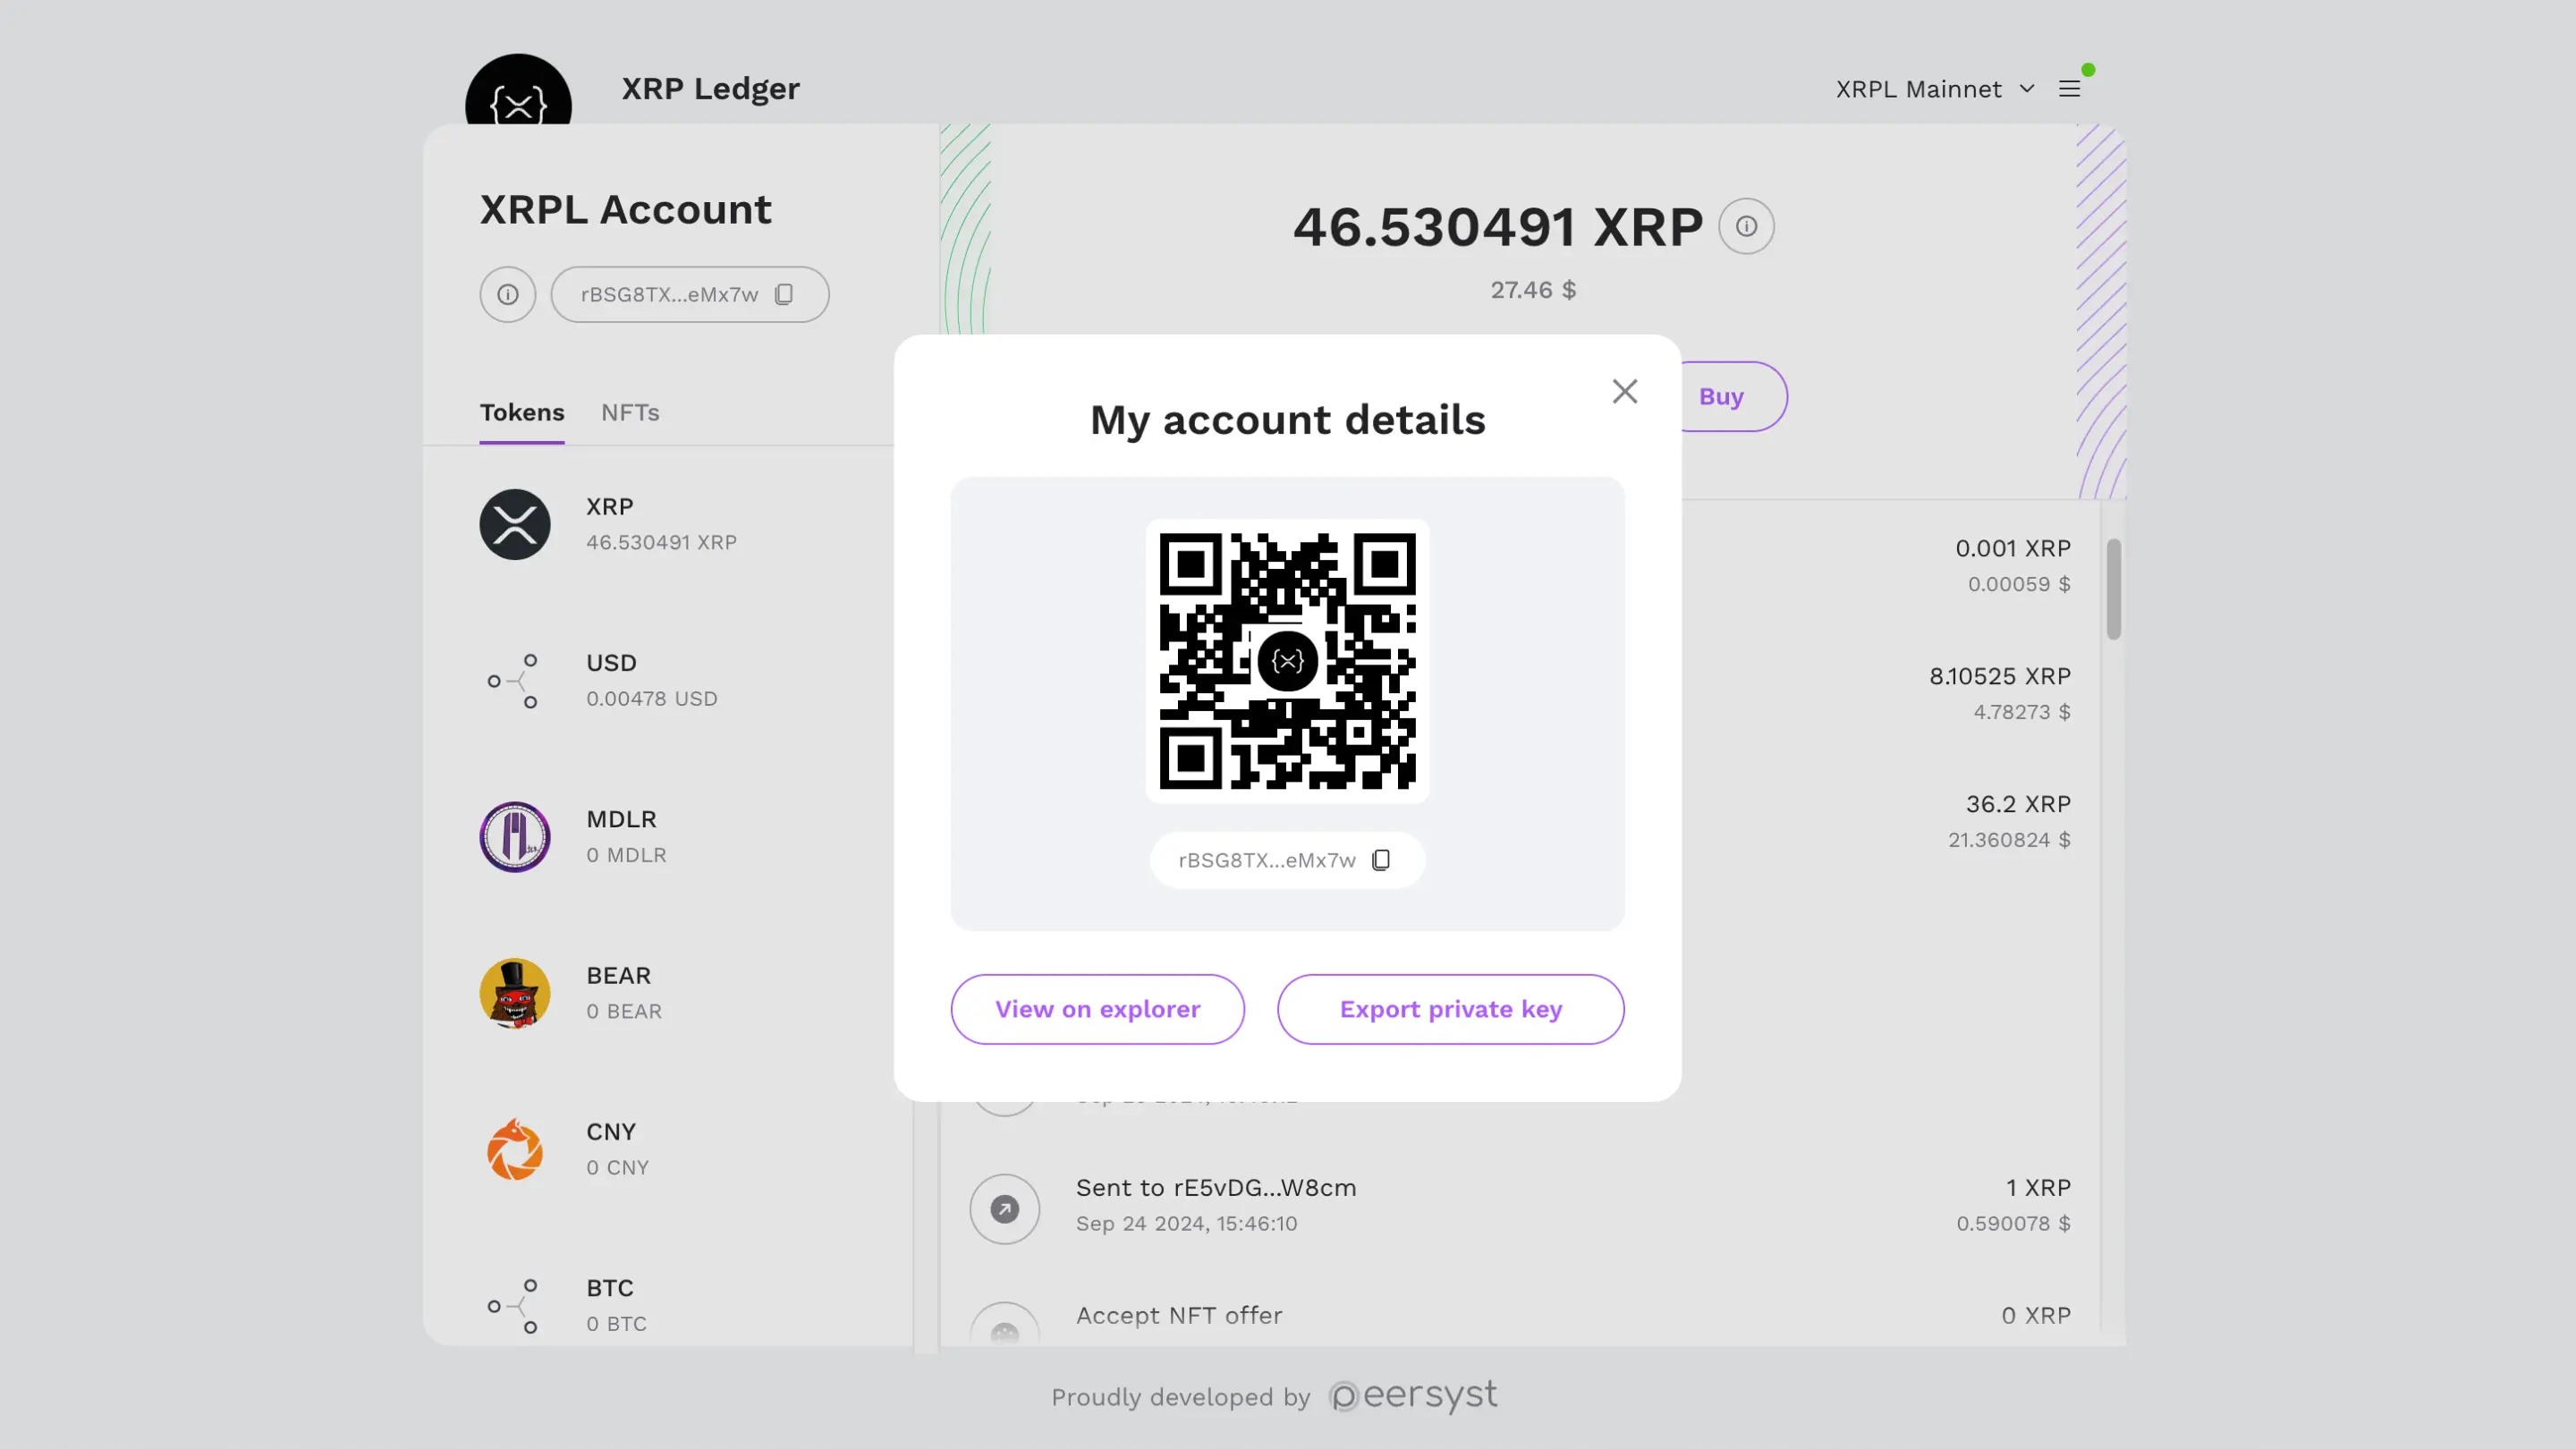 XRP Ledger
XRPL Mainnet
XRPL Account
rBSG8TX...eMx7w
Tokens NFTs
XRP
46.530491 XRP
USD
0.00478 USD
MDLR
0 MDLR
BEAR
0 BEAR
CNY
0 CNY
BTC
0 BTC
46.530491 XRP
27.46 $
Buy
My account details
rBSG8TX...eMx7w
View on explorer
Export private key
0.001 XRP
0.00059 $
8.10525 XRP
4.78273 $
36.2 XRP
21.360824 $
Sent to rE5vDG...W8cm
Sep 24 2024, 15:46:10
1 XRP
0.590078 $
Accept NFT offer
0 XRP
Proudly developed by peersyst